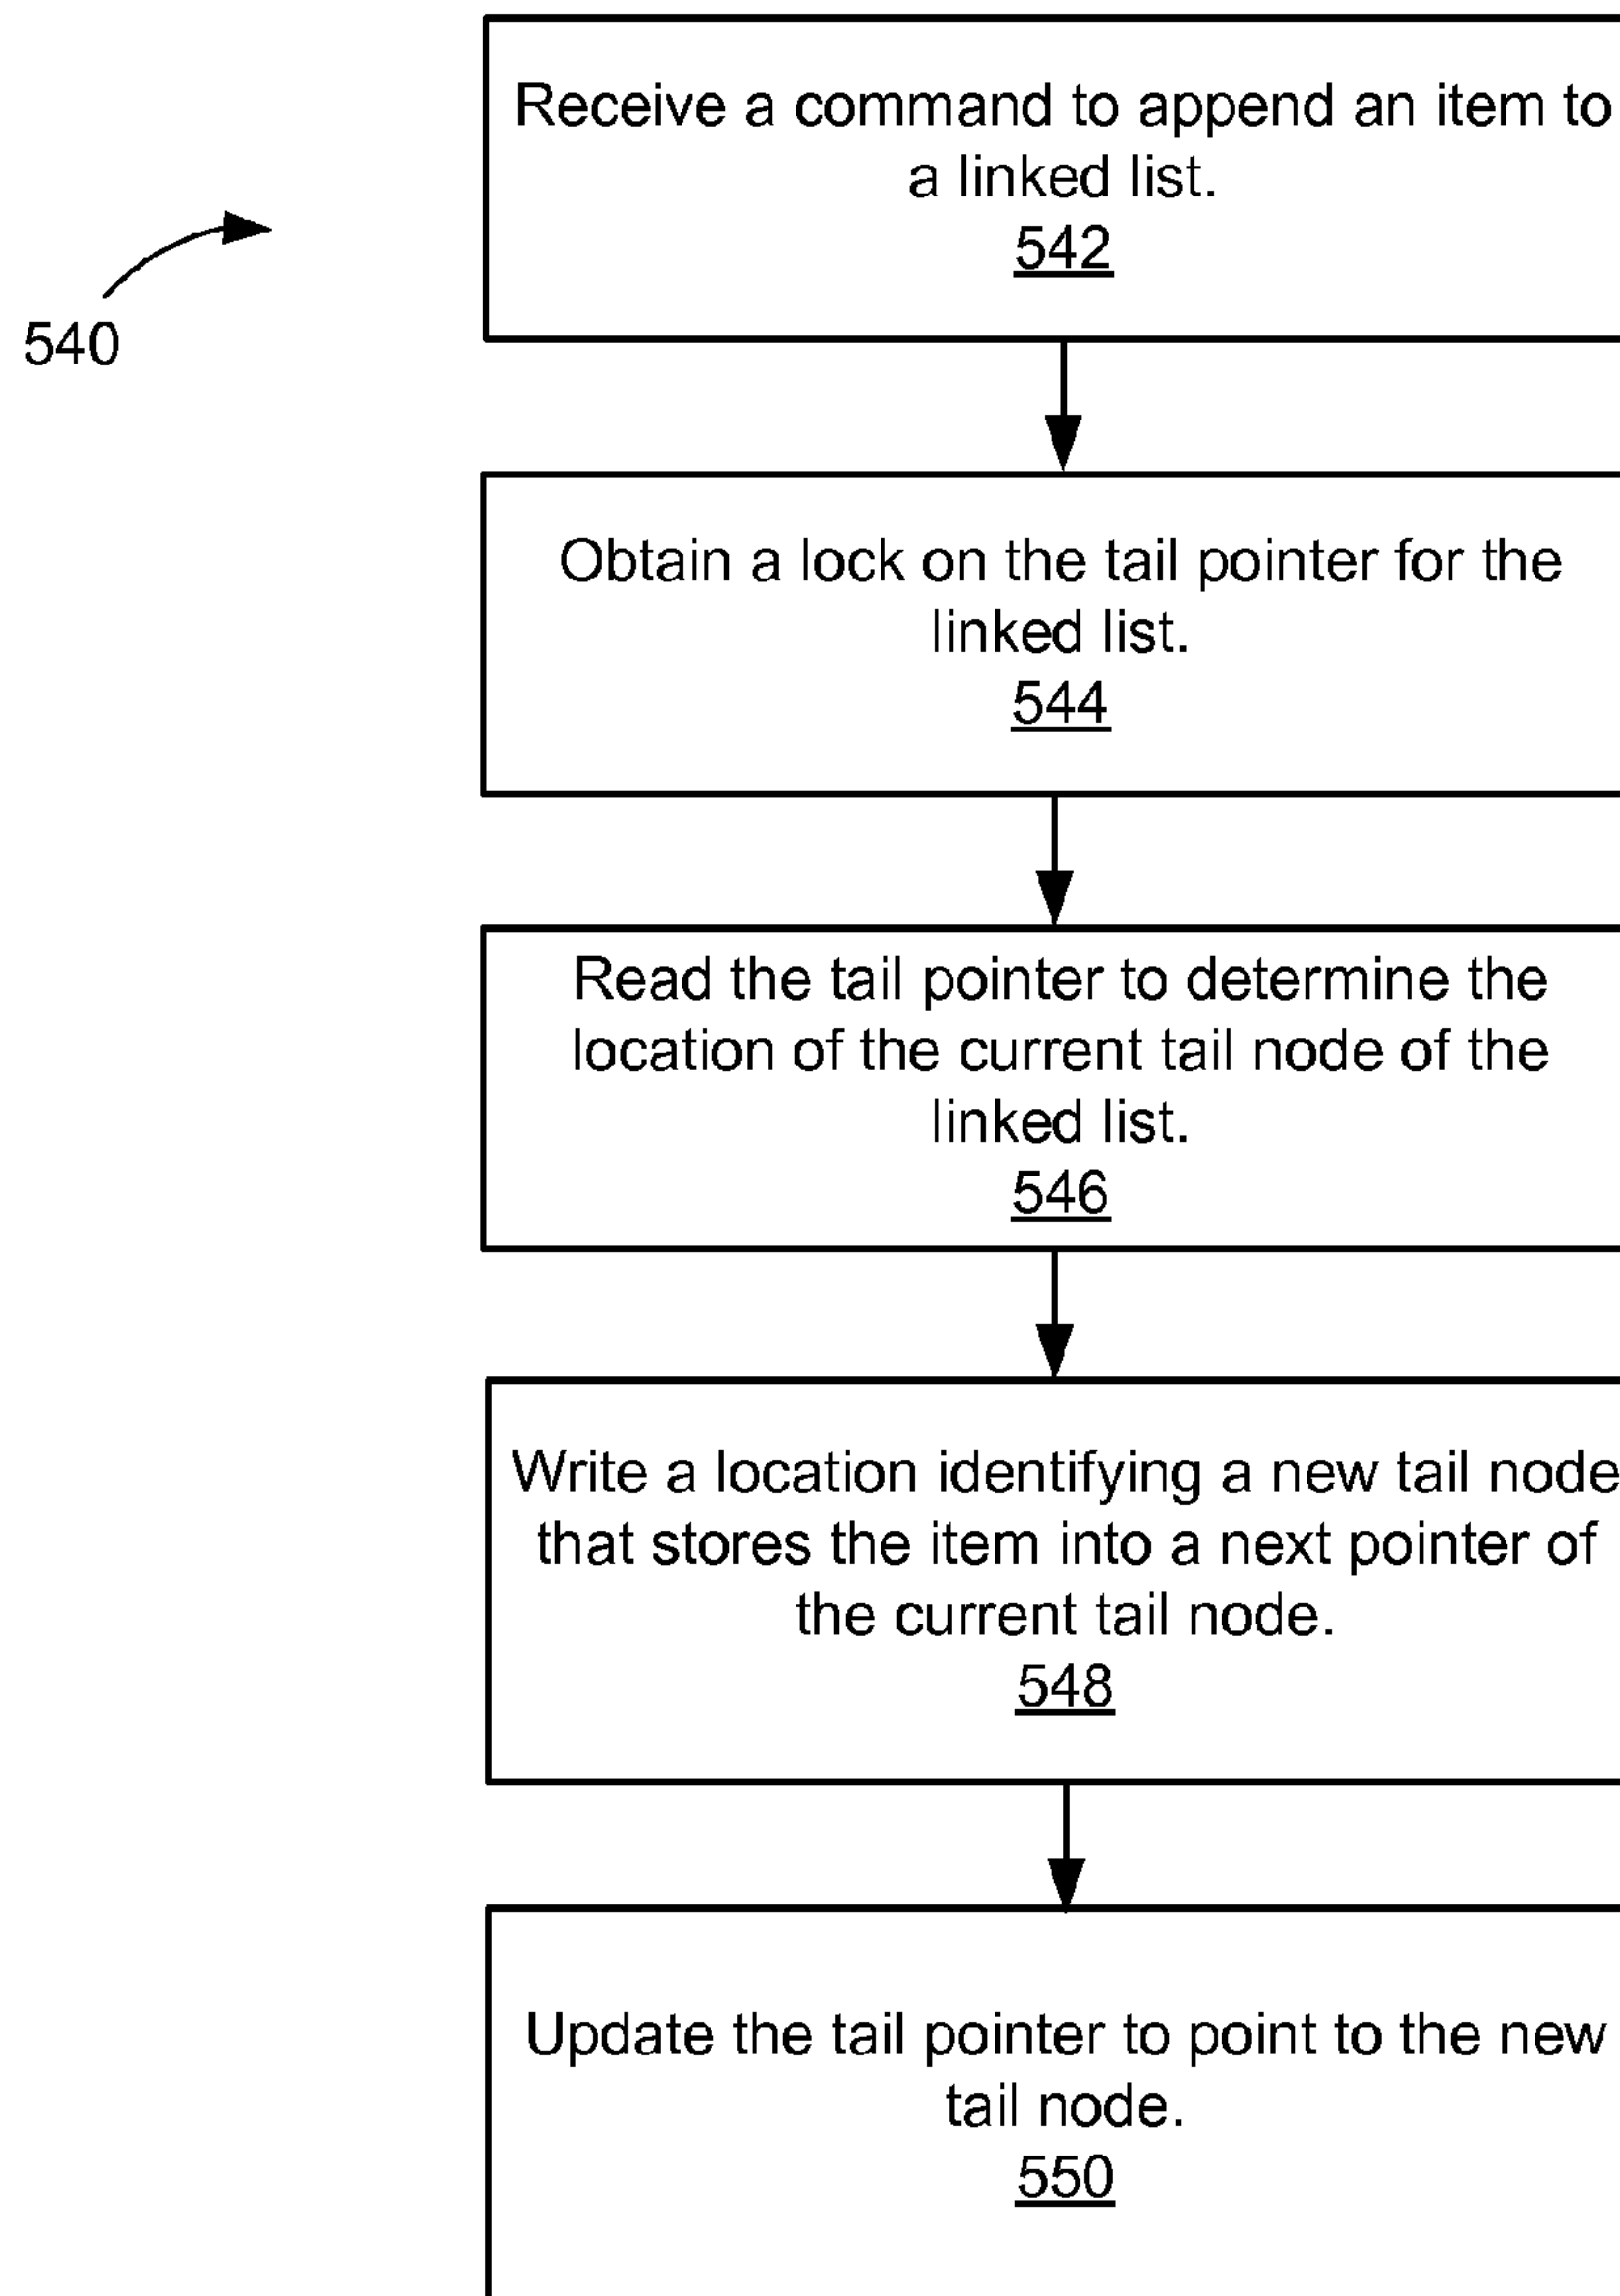 Receive a command to append an item to
a linked list.
542
540
Obtain a lock on the tail pointer for the
linked list.
544
Read the tail pointer to determine the
location of the current tail node of the
linked list.
546
Write a location identifying a new tail node
that stores the item into a next pointer of
the current tail node.
548
Update the tail pointer to point to the new
tail node.
550